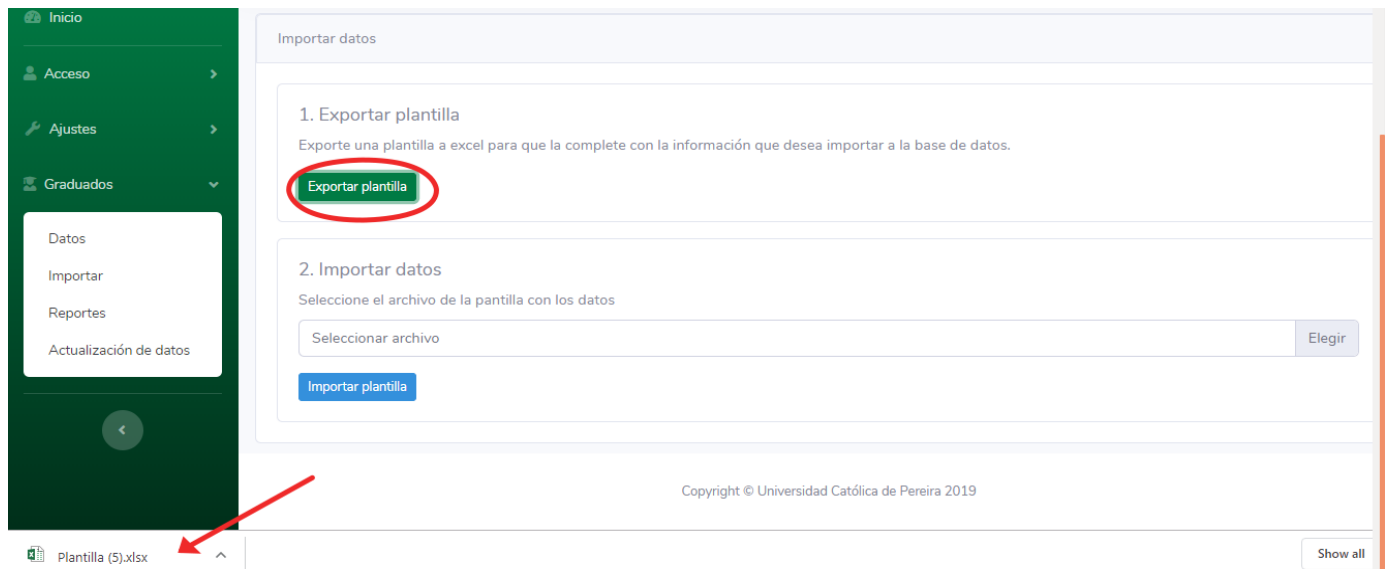 Inicio
Acceso
Ajustes
Graduados
Datos
Importar
Reportes
Actualización de datos
Importar datos
1. Exportar plantilla
Exporte una plantilla a excel para que la complete con la información que desea importar a la base de datos.
Exportar plantilla
2. Importar datos
Seleccione el archivo de la pantilla con los datos
Seleccionar archivo
Elegir
Importar plantilla
Copyright © Universidad Católica de Pereira 2019
Plantilla (5).xlsx
Show all